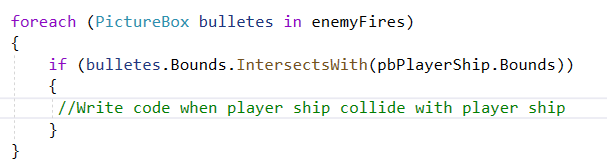 foreach (PictureBox bulletes in enemyFires)
{
if (bulletes.Bounds.IntersectsWith(pbPlayerShip.Bounds))
{
//Write code when player ship collide with player ship
}
}